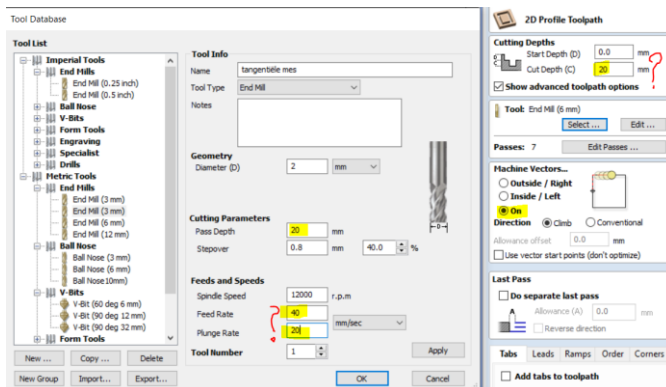 Tool Database
Tool List
Imperial Tools
End Mills
End Mill (0.25 inch)
End Mill (0.5 inch)
Ball Nose
V-Bits
Form Tools
Engraving
Specialist
Drills
Metric Tools
End Mills
End Mill (3 mm)
End Mill (3 mm)
End Mill (6 mm)
End Mill (12 mm)
Ball Nose
Ball Nose (3 mm)
Ball Nose (6 mm)
Ball Nose10mm)
V-Bits
V-Bit (60 deg 6 mm)
V-Bit (90 deg 12 mm)
V-Bit (90 deg 32 mm)
Form Tools
New ... Copy ... Delete
New Group Import... Export...
Tool Info
Name tangentiële mes
Tool Type End Mill
Notes
Geometry
Diameter (D) 2 mm
D
Cutting Parameters
Pass Depth 20 mm
Stepover 0.8 mm 40.0 %
Feeds and Speeds
Spindle Speed 12000 r.p.m
Feed Rate 40
? mm/sec
Plunge Rate 20
Tool Number 1 Apply
OK Cancel
2D Profile Toolpath
Cutting Depths
Start Depth (D) 0.0 mm
Cut Depth (C) 20 mm ?
Show advanced toolpath options
Tool: End Mill (6 mm)
Select ... Edit ...
Passes: 7 Edit Passes ...
Machine Vectors...
Outside / Right
Inside / Left
On
Direction Climb Conventional
Allowance offset 0.0 mm
Use vector start points (don't optimize)
Last Pass
Do separate last pass
Allowance (A) 0.0 mm
Reverse direction
Tabs Leads Ramps Order Corners
Add tabs to toolpath